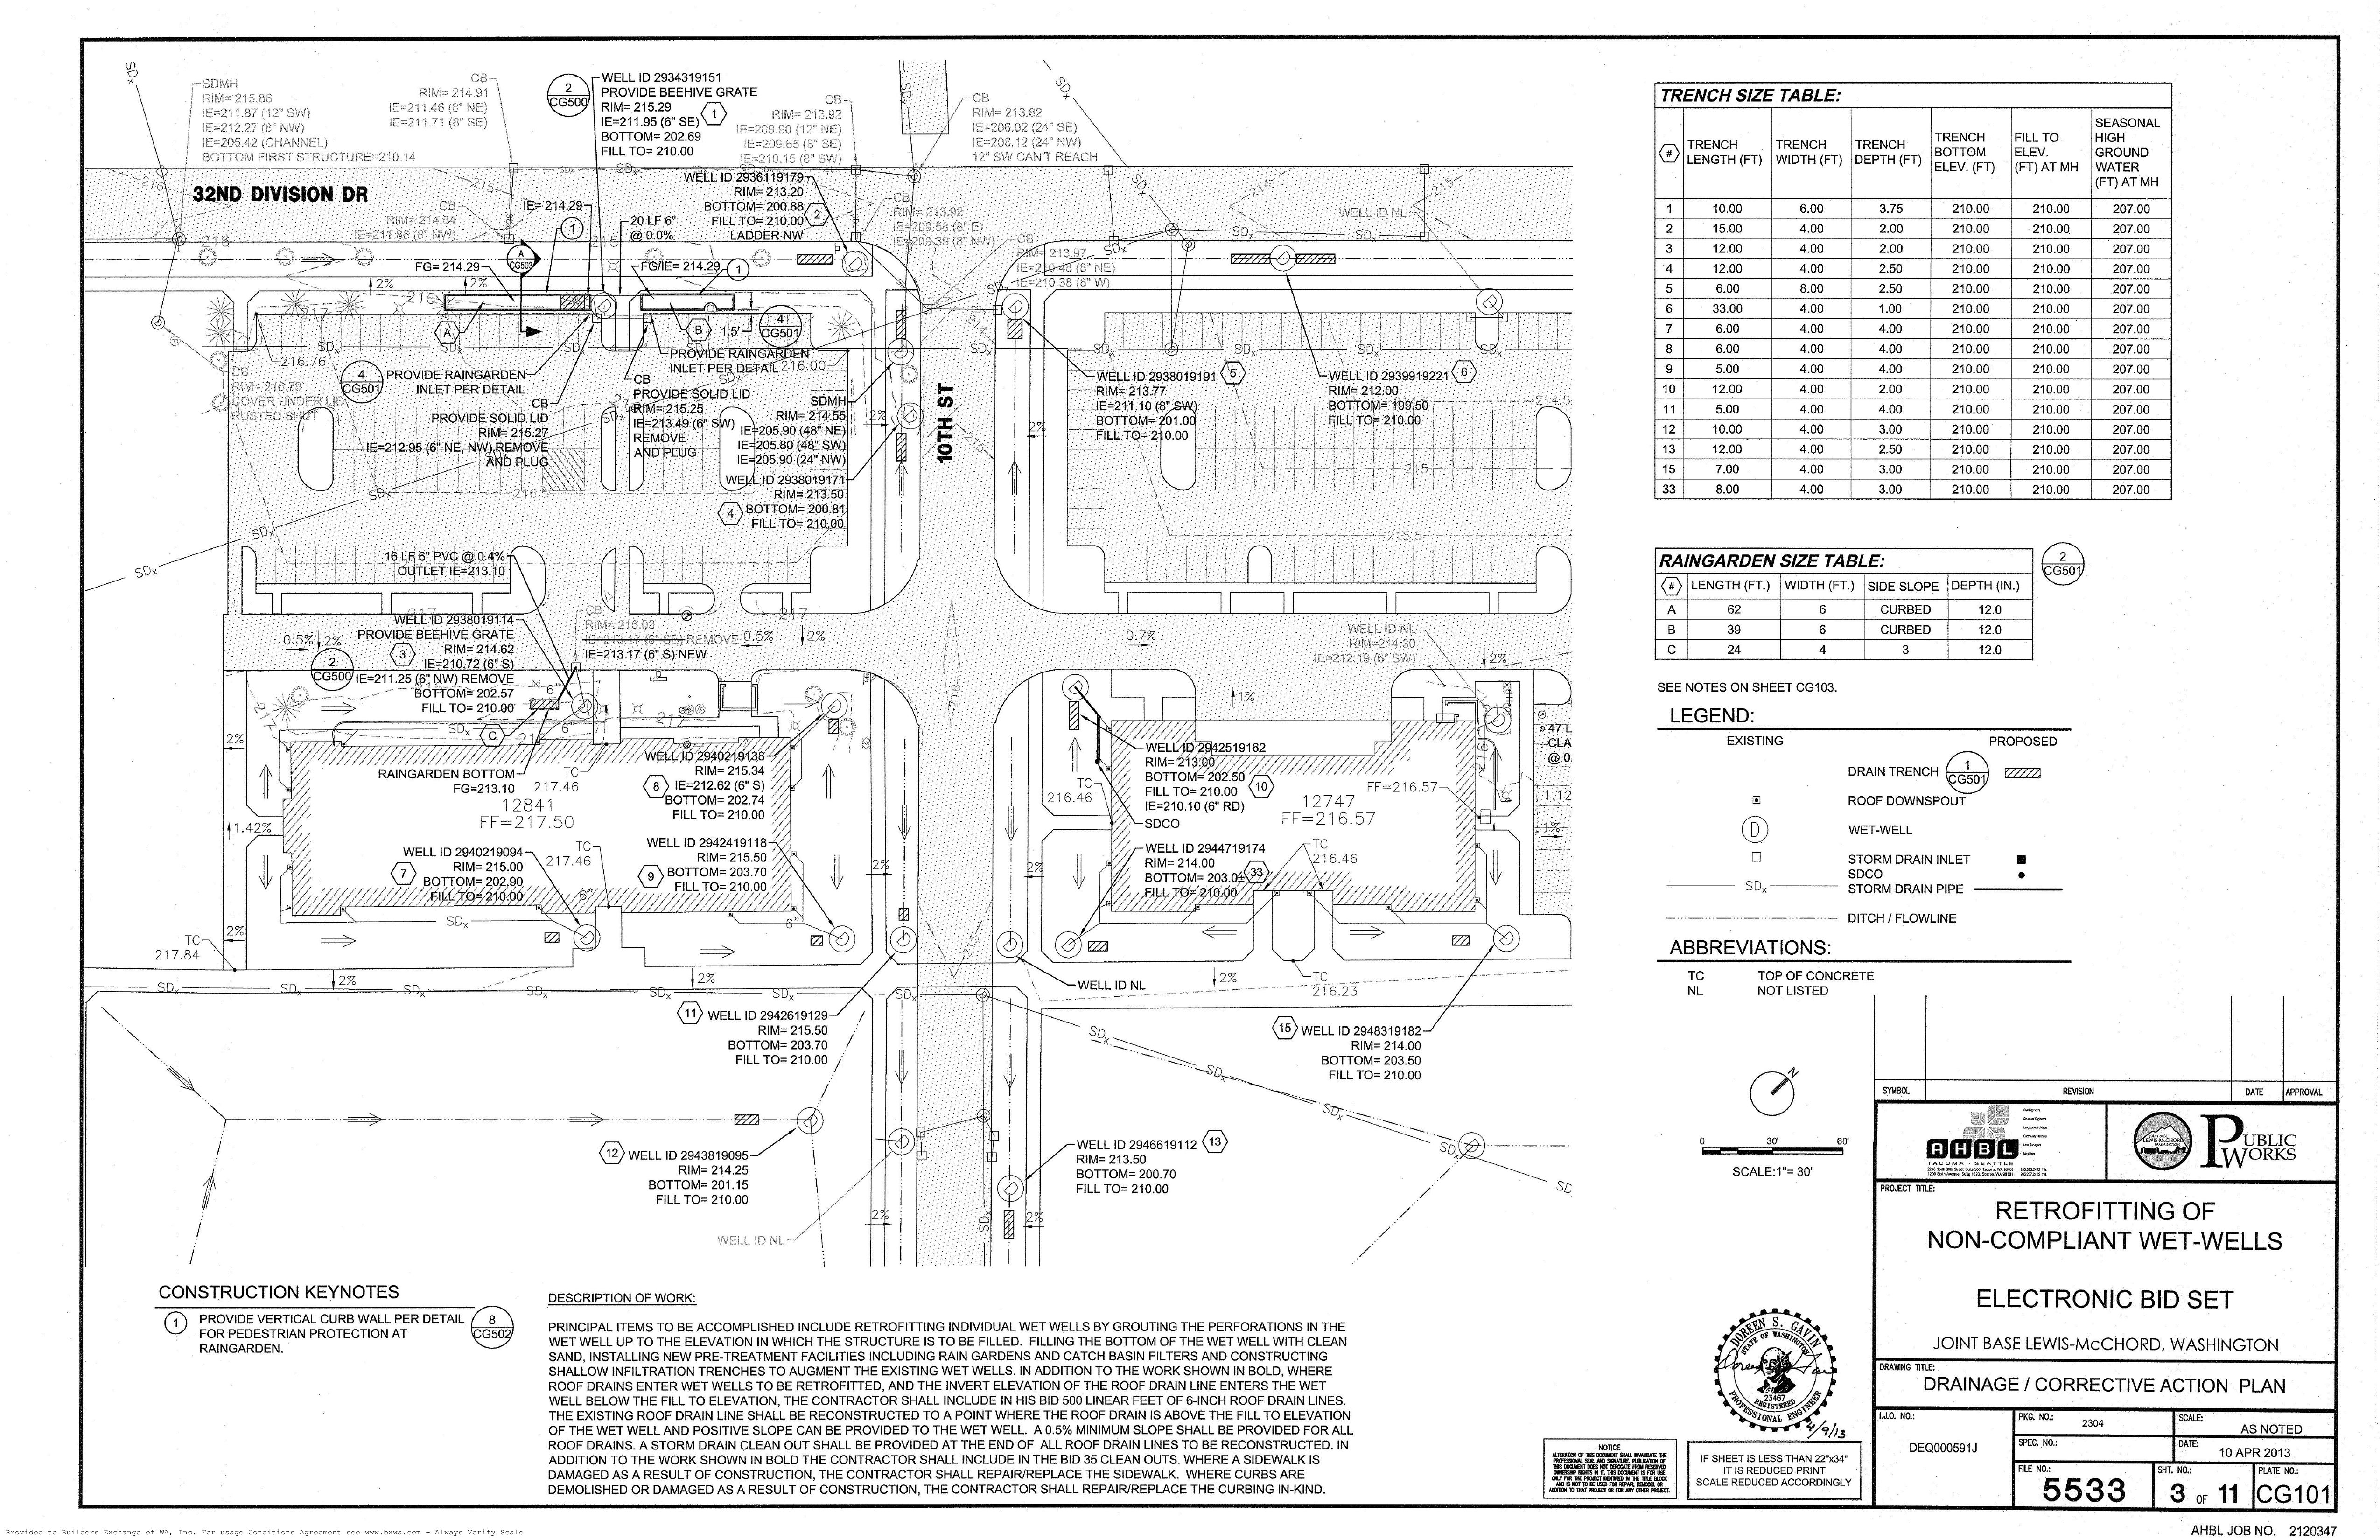 SDMH
RIM= 215.86
IE=211.87 (12" SW)
IE=212.27 (8" NW)
IE=205.42 (CHANNEL)
BOTTOM FIRST STRUCTURE=210.14
CB
RIM= 214.91
IE=211.46 (8" NE)
IE=211.71 (8" SE)
2
CG500
WELL ID 2934319151
PROVIDE BEEHIVE GRATE
RIM= 215.29
IE=211.95 (6" SE)
BOTTOM= 202.69
FILL TO= 210.00
1
CB
RIM= 213.92
IE=209.90 (12" NE)
IE=209.65 (8" SE)
IE=210.15 (8" SW)
CB
RIM= 213.82
IE=206.02 (24" SE)
IE=206.12 (24" NW)
12" SW CAN'T REACH
32ND DIVISION DR
WELL ID 2936119179
RIM= 213.20
BOTTOM= 200.88
FILL TO= 210.00
LADDER NW
2
CB
RIM= 214.84
IE=211.86 (8" NW)
IE= 214.29
20 LF 6"
@ 0.0%
CB
RIM= 213.92
IE=209.58 (8" E)
IE=209.39 (8" NW)
CB
RIM= 213.97
IE=210.48 (8" NE)
IE=210.38 (8" W)
WELL ID NL
FG= 214.29
A
CG503
FG/IE= 214.29
1
1
A
B
1.5'
4
CG501
216.76
CB
RIM= 216.79
COVER UNDER LID
RUSTED SHUT
4
CG501
PROVIDE RAINGARDEN
INLET PER DETAIL
CB
PROVIDE SOLID LID
RIM= 215.27
IE=212.95 (6" NE, NW) REMOVE
AND PLUG
PROVIDE RAINGARDEN
INLET PER DETAIL
216.00
CB
PROVIDE SOLID LID
RIM= 215.25
IE=213.49 (6" SW)
REMOVE
AND PLUG
SDMH
RIM= 214.55
IE=205.90 (48" NE)
IE=205.80 (48" SW)
IE=205.90 (24" NW)
WELL ID 2938019171
RIM= 213.50
BOTTOM= 200.81
FILL TO= 210.00
4
10TH ST
WELL ID 2938019191
RIM= 213.77
IE=211.10 (8" SW)
BOTTOM= 201.00
FILL TO= 210.00
5
WELL ID 2939919221
RIM= 212.00
BOTTOM= 199.50
FILL TO= 210.00
6
16 LF 6" PVC @ 0.4%
OUTLET IE=213.10
WELL ID 2938019114
PROVIDE BEEHIVE GRATE
RIM= 214.62
IE=210.72 (6" S)
IE=211.25 (6" NW) REMOVE
BOTTOM= 202.57
FILL TO= 210.00
3
2
CG500
CB
RIM= 216.03
IE=213.17 (6" SE) REMOVE
IE=213.17 (6" S) NEW
0.5%
2%
0.5%
2%
0.7%
WELL ID NL
RIM=214.30
IE=212.19 (6" SW)
2%
C
RAINGARDEN BOTTOM
FG=213.10
TC
217.46
12841
FF=217.50
WELL ID 2940219138
RIM= 215.34
IE=212.62 (6" S)
BOTTOM= 202.74
FILL TO= 210.00
8
1%
WELL ID 2942519162
RIM= 213.00
BOTTOM= 202.50
FILL TO= 210.00
IE=210.10 (6" RD)
SDCO
10
TC
216.46
FF=216.57
12747
FF=216.57
47 L
CLA
@ 0.
1.12
1%
1.42%
WELL ID 2940219094
RIM= 215.00
BOTTOM= 202.90
FILL TO= 210.00
7
TC
217.46
WELL ID 2942419118
RIM= 215.50
BOTTOM= 203.70
FILL TO= 210.00
9
WELL ID 2944719174
RIM= 214.00
BOTTOM= 203.01
FILL TO= 210.00
33
TC
216.46
TC
217.84
2%
2%
2%
WELL ID NL
TC
216.23
2%
11
WELL ID 2942619129
RIM= 215.50
BOTTOM= 203.70
FILL TO= 210.00
15
WELL ID 2948319182
RIM= 214.00
BOTTOM= 203.50
FILL TO= 210.00
12
WELL ID 2943819095
RIM= 214.25
BOTTOM= 201.15
FILL TO= 210.00
WELL ID NL
WELL ID 2946619112
RIM= 213.50
BOTTOM= 200.70
FILL TO= 210.00
13
2%
2%
TRENCH SIZE TABLE:
# TRENCH LENGTH (FT) TRENCH WIDTH (FT) TRENCH DEPTH (FT) TRENCH BOTTOM ELEV. (FT) FILL TO ELEV. (FT) AT MH SEASONAL HIGH GROUND WATER (FT) AT MH
1 10.00 6.00 3.75 210.00 210.00 207.00
2 15.00 4.00 2.00 210.00 210.00 207.00
3 12.00 4.00 2.00 210.00 210.00 207.00
4 12.00 4.00 2.50 210.00 210.00 207.00
5 6.00 8.00 2.50 210.00 210.00 207.00
6 33.00 4.00 1.00 210.00 210.00 207.00
7 6.00 4.00 4.00 210.00 210.00 207.00
8 6.00 4.00 4.00 210.00 210.00 207.00
9 5.00 4.00 4.00 210.00 210.00 207.00
10 12.00 4.00 2.00 210.00 210.00 207.00
11 5.00 4.00 4.00 210.00 210.00 207.00
12 10.00 4.00 3.00 210.00 210.00 207.00
13 12.00 4.00 2.50 210.00 210.00 207.00
15 7.00 4.00 3.00 210.00 210.00 207.00
33 8.00 4.00 3.00 210.00 210.00 207.00
RAINGARDEN SIZE TABLE:
2
CG501
# LENGTH (FT.) WIDTH (FT.) SIDE SLOPE DEPTH (IN.)
A 62 6 CURBED 12.0
B 39 6 CURBED 12.0
C 24 4 3 12.0
SEE NOTES ON SHEET CG103.
LEGEND:
EXISTING PROPOSED
DRAIN TRENCH 1 CG501
ROOF DOWNSPOUT
D WET-WELL
STORM DRAIN INLET
SDCO
SDx STORM DRAIN PIPE
DITCH / FLOWLINE
ABBREVIATIONS:
TC TOP OF CONCRETE
NL NOT LISTED
N
0 30' 60'
SCALE:1"= 30'
SYMBOL REVISION DATE APPROVAL
AHBL
TACOMA · SEATTLE
JOINT BASE
LEWIS-McCHORD
WASHINGTON
PUBLIC
WORKS
PROJECT TITLE:
RETROFITTING OF
NON-COMPLIANT WET-WELLS
ELECTRONIC BID SET
JOINT BASE LEWIS-McCHORD, WASHINGTON
DRAWING TITLE:
DRAINAGE / CORRECTIVE ACTION PLAN
I.J.O. NO.:
DEQ000591J
PKG. NO.: 2304
SCALE: AS NOTED
SPEC. NO.:
DATE: 10 APR 2013
FILE NO.: 5533
SHT. NO.: 3 OF 11
PLATE NO.: CG101
AHBL JOB NO. 2120347
CONSTRUCTION KEYNOTES
1 PROVIDE VERTICAL CURB WALL PER DETAIL
FOR PEDESTRIAN PROTECTION AT
RAINGARDEN.
8
CG502
DESCRIPTION OF WORK:
PRINCIPAL ITEMS TO BE ACCOMPLISHED INCLUDE RETROFITTING INDIVIDUAL WET WELLS BY GROUTING THE PERFORATIONS IN THE
WET WELL UP TO THE ELEVATION IN WHICH THE STRUCTURE IS TO BE FILLED. FILLING THE BOTTOM OF THE WET WELL WITH CLEAN
SAND, INSTALLING NEW PRE-TREATMENT FACILITIES INCLUDING RAIN GARDENS AND CATCH BASIN FILTERS AND CONSTRUCTING
SHALLOW INFILTRATION TRENCHES TO AUGMENT THE EXISTING WET WELLS. IN ADDITION TO THE WORK SHOWN IN BOLD, WHERE
ROOF DRAINS ENTER WET WELLS TO BE RETROFITTED, AND THE INVERT ELEVATION OF THE ROOF DRAIN LINE ENTERS THE WET
WELL BELOW THE FILL TO ELEVATION, THE CONTRACTOR SHALL INCLUDE IN HIS BID 500 LINEAR FEET OF 6-INCH ROOF DRAIN LINES.
THE EXISTING ROOF DRAIN LINE SHALL BE RECONSTRUCTED TO A POINT WHERE THE ROOF DRAIN IS ABOVE THE FILL TO ELEVATION
OF THE WET WELL AND POSITIVE SLOPE CAN BE PROVIDED TO THE WET WELL. A 0.5% MINIMUM SLOPE SHALL BE PROVIDED FOR ALL
ROOF DRAINS. A STORM DRAIN CLEAN OUT SHALL BE PROVIDED AT THE END OF ALL ROOF DRAIN LINES TO BE RECONSTRUCTED. IN
ADDITION TO THE WORK SHOWN IN BOLD THE CONTRACTOR SHALL INCLUDE IN THE BID 35 CLEAN OUTS. WHERE A SIDEWALK IS
DAMAGED AS A RESULT OF CONSTRUCTION, THE CONTRACTOR SHALL REPAIR/REPLACE THE SIDEWALK. WHERE CURBS ARE
DEMOLISHED OR DAMAGED AS A RESULT OF CONSTRUCTION, THE CONTRACTOR SHALL REPAIR/REPLACE THE CURBING IN-KIND.
DOREEN S. GAVIN
STATE OF WASHINGTON
23467
REGISTERED
PROFESSIONAL ENGINEER
4/9/13
NOTICE
ALTERATION OF THIS DOCUMENT SHALL INVALIDATE THE
PROFESSIONAL SEAL AND SIGNATURE. PUBLICATION OF
THIS DOCUMENT DOES NOT DEROGATE FROM RESERVED
OWNERSHIP RIGHTS IN IT. THIS DOCUMENT IS FOR USE
ONLY FOR THE PROJECT IDENTIFIED IN THE TITLE BLOCK
AND IS NOT TO BE USED FOR REPAIR, REMODEL OR
ADDITION TO THAT PROJECT OR FOR ANY OTHER PROJECT.
IF SHEET IS LESS THAN 22"x34"
IT IS REDUCED PRINT
SCALE REDUCED ACCORDINGLY
Provided to Builders Exchange of WA, Inc. For usage Conditions Agreement see www.bxwa.com - Always Verify Scale